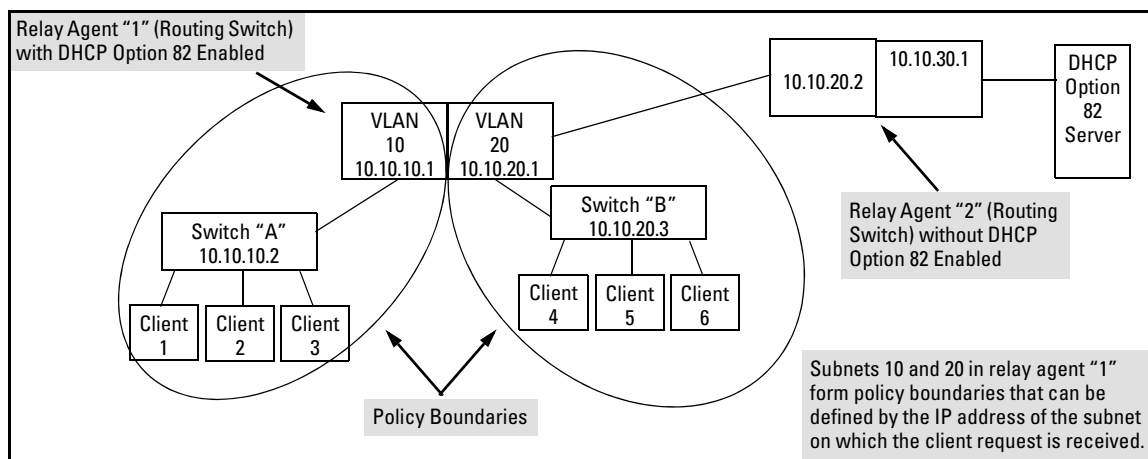 Relay Agent “1” (Routing Switch)
with DHCP Option 82 Enabled
VLAN
10
10.10.10.1
VLAN
20
10.10.20.1
10.10.20.2
10.10.30.1
DHCP
Option
82
Server
Switch “A”
10.10.10.2
Switch “B”
10.10.20.3
Relay Agent “2” (Routing
Switch) without DHCP
Option 82 Enabled
Client
1
Client
2
Client
3
Client
4
Client
5
Client
6
Policy Boundaries
Subnets 10 and 20 in relay agent “1”
form policy boundaries that can be
defined by the IP address of the subnet
on which the client request is received.